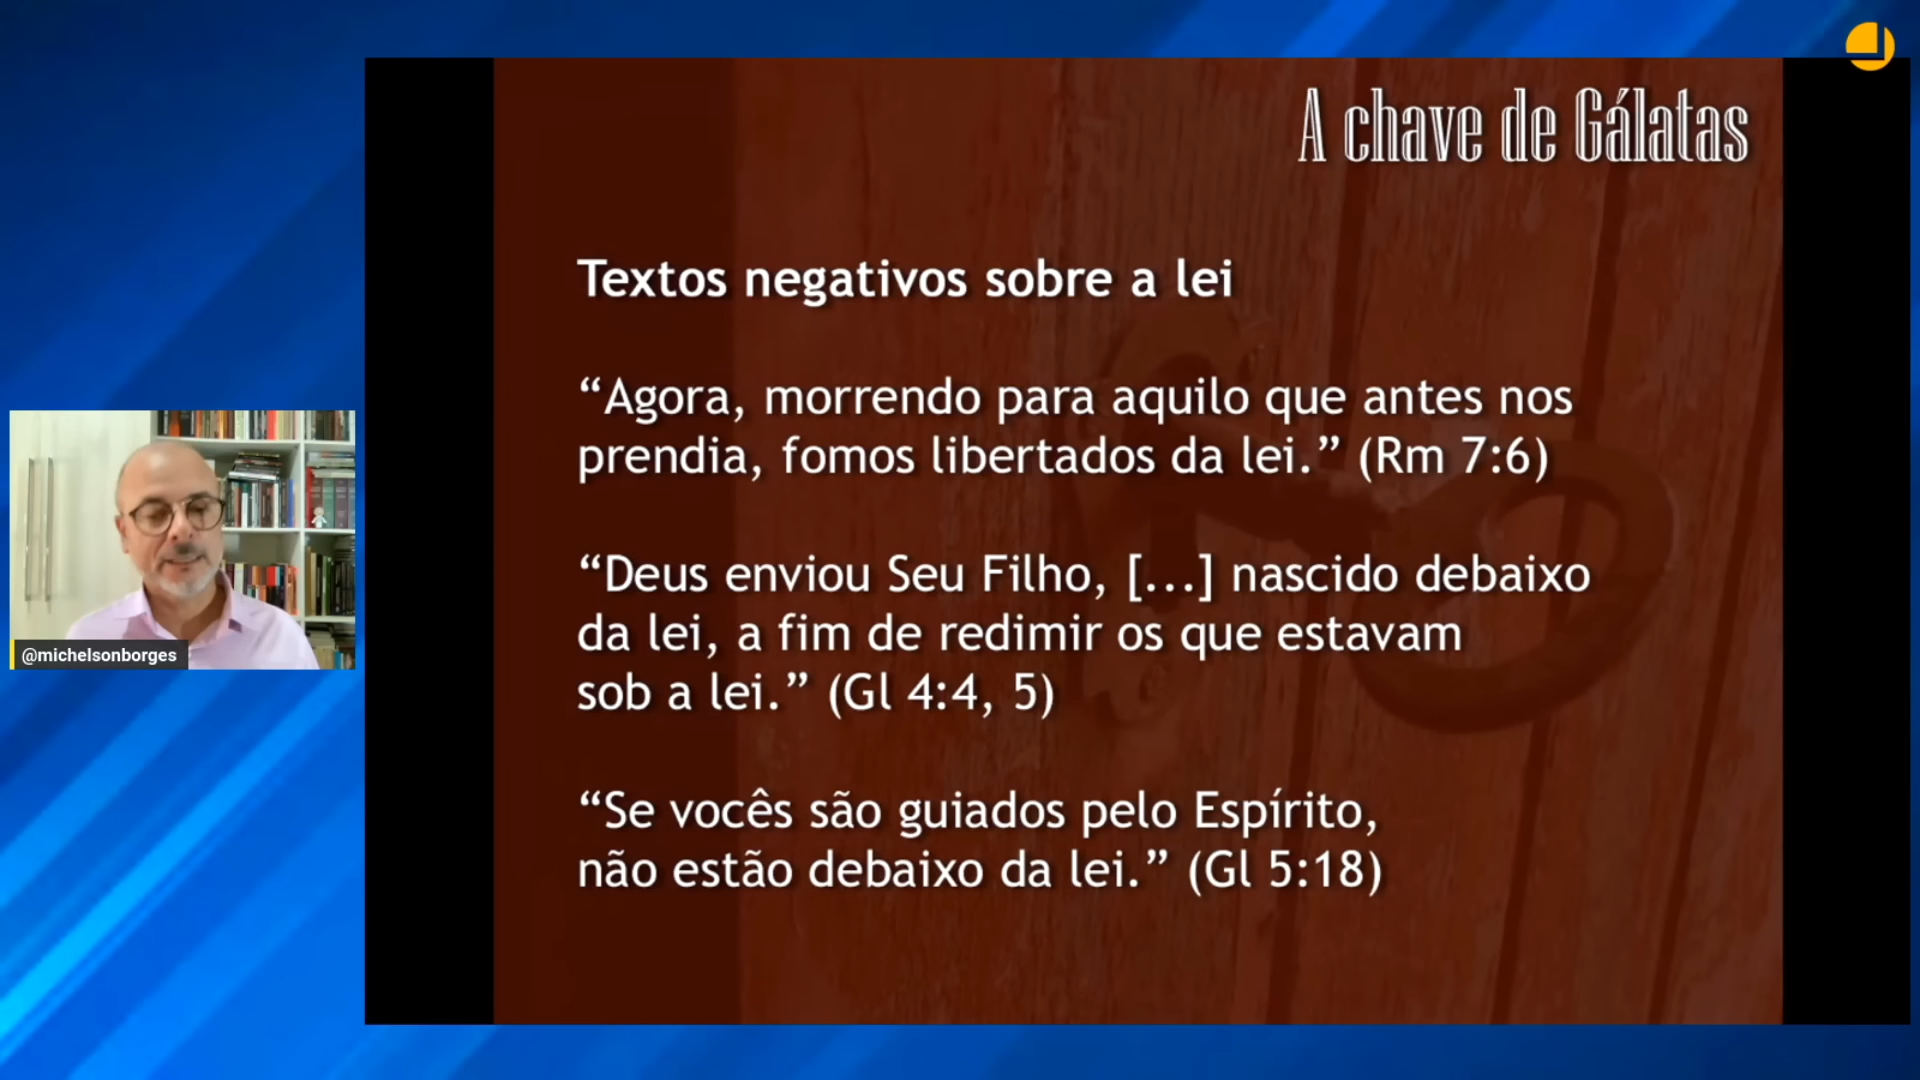 A chave de Gálatas
Textos negativos sobre a lei
“Agora, morrendo para aquilo que antes nos
prendia, fomos libertados da lei.” (Rm 7:6)
“Deus enviou Seu Filho, [...] nascido debaixo
da lei, a fim de redimir os que estavam
sob a lei.” (Gl 4:4, 5)
“Se vocês são guiados pelo Espírito,
não estão debaixo da lei.” (Gl 5:18)
@michelsonborges